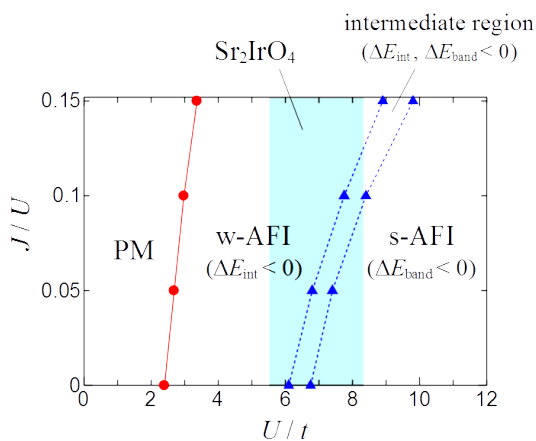 intermediate region
(ΔE_int , ΔE_band < 0)
Sr₂IrO₄
0.15
0.1
0.05
0
J / U
PM
w-AFI
(ΔE_int < 0)
s-AFI
(ΔE_band < 0)
0 2 4 6 8 10 12
U / t